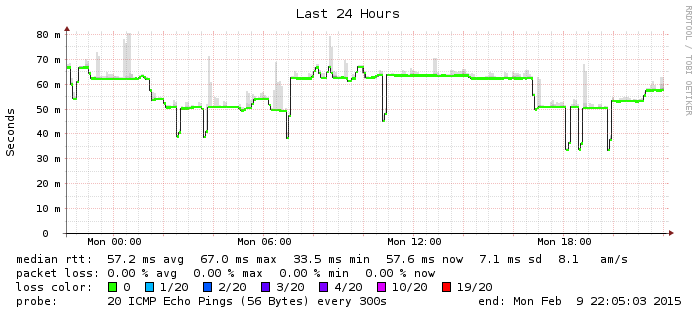 Last 24 Hours
RRDTOOL / TOBI OETIKER
Seconds
80 m
70 m
60 m
50 m
40 m
30 m
20 m
10 m
0
Mon 00:00 Mon 06:00 Mon 12:00 Mon 18:00
median rtt: 57.2 ms avg 67.0 ms max 33.5 ms min 57.6 ms now 7.1 ms sd 8.1 am/s
packet loss: 0.00 % avg 0.00 % max 0.00 % min 0.00 % now
loss color: 0 1/20 2/20 3/20 4/20 10/20 19/20
probe: 20 ICMP Echo Pings (56 Bytes) every 300s end: Mon Feb 9 22:05:03 2015